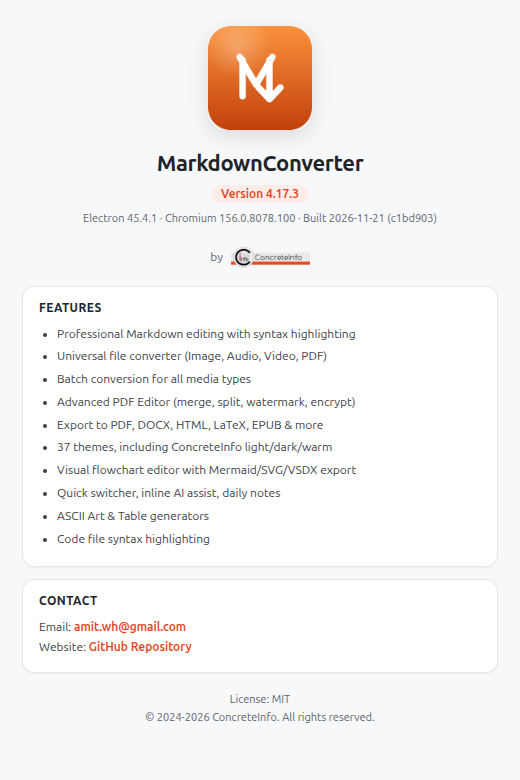 MarkdownConverter
Version 4.17.3
Electron 45.4.1 · Chromium 156.0.8078.100 · Built 2026-11-21 (c1bd903)
by ConcreteInfo
FEATURES
• Professional Markdown editing with syntax highlighting
• Universal file converter (Image, Audio, Video, PDF)
• Batch conversion for all media types
• Advanced PDF Editor (merge, split, watermark, encrypt)
• Export to PDF, DOCX, HTML, LaTeX, EPUB & more
• 37 themes, including ConcreteInfo light/dark/warm
• Visual flowchart editor with Mermaid/SVG/VSDX export
• Quick switcher, inline AI assist, daily notes
• ASCII Art & Table generators
• Code file syntax highlighting
CONTACT
Email: amit.wh@gmail.com
Website: GitHub Repository
License: MIT
© 2024-2026 ConcreteInfo. All rights reserved.